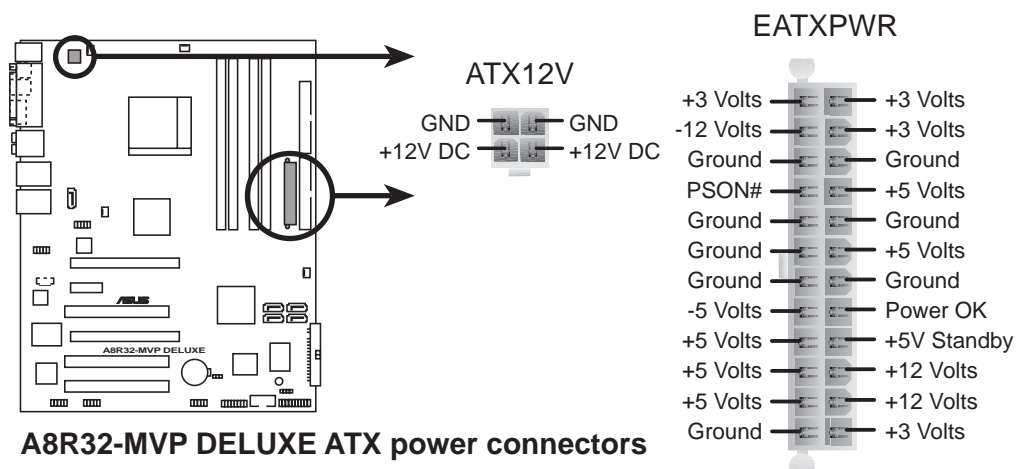 EATXPWR
ATX12V
GND GND
+12V DC +12V DC
+3 Volts +3 Volts
-12 Volts +3 Volts
Ground Ground
PSON# +5 Volts
Ground Ground
Ground +5 Volts
Ground Ground
-5 Volts Power OK
+5 Volts +5V Standby
+5 Volts +12 Volts
+5 Volts +12 Volts
Ground +3 Volts
ASUS
A8R32-MVP DELUXE
A8R32-MVP DELUXE ATX power connectors